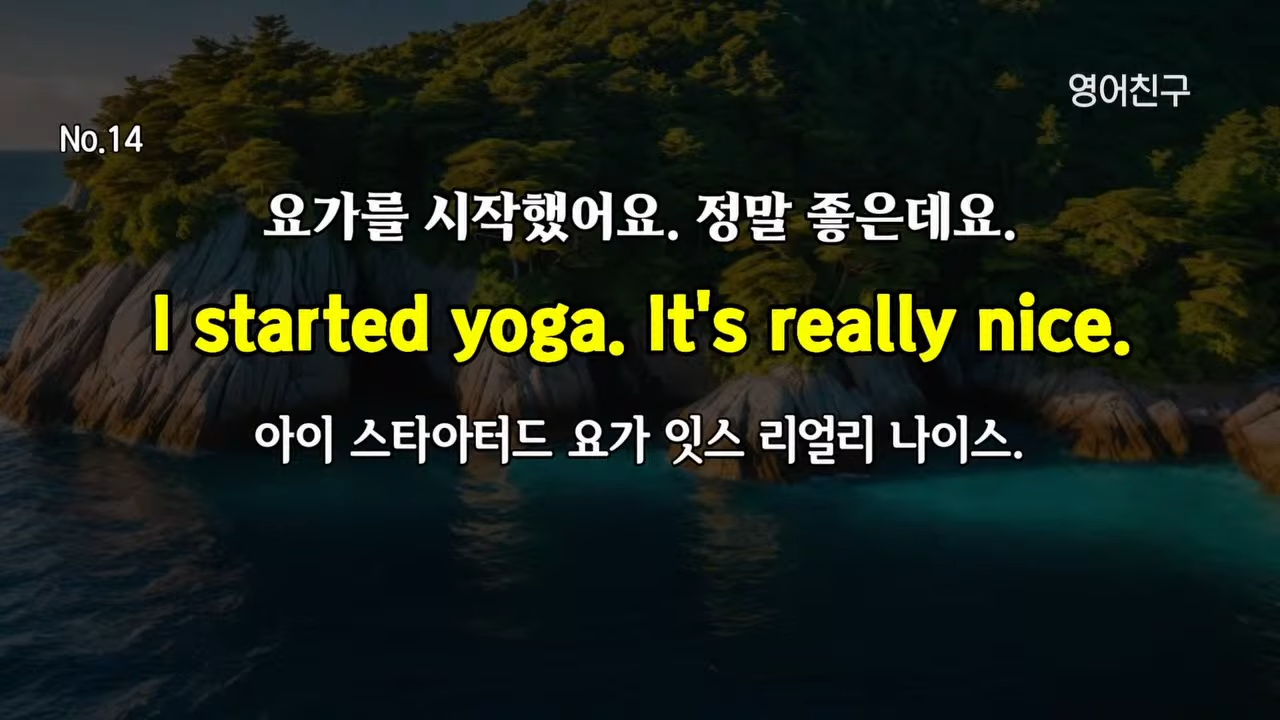 영어친구
No.14
요가를 시작했어요. 정말 좋은데요.
I started yoga. It's really nice.
아이 스타아터드 요가 잇스 리얼리 나이스.